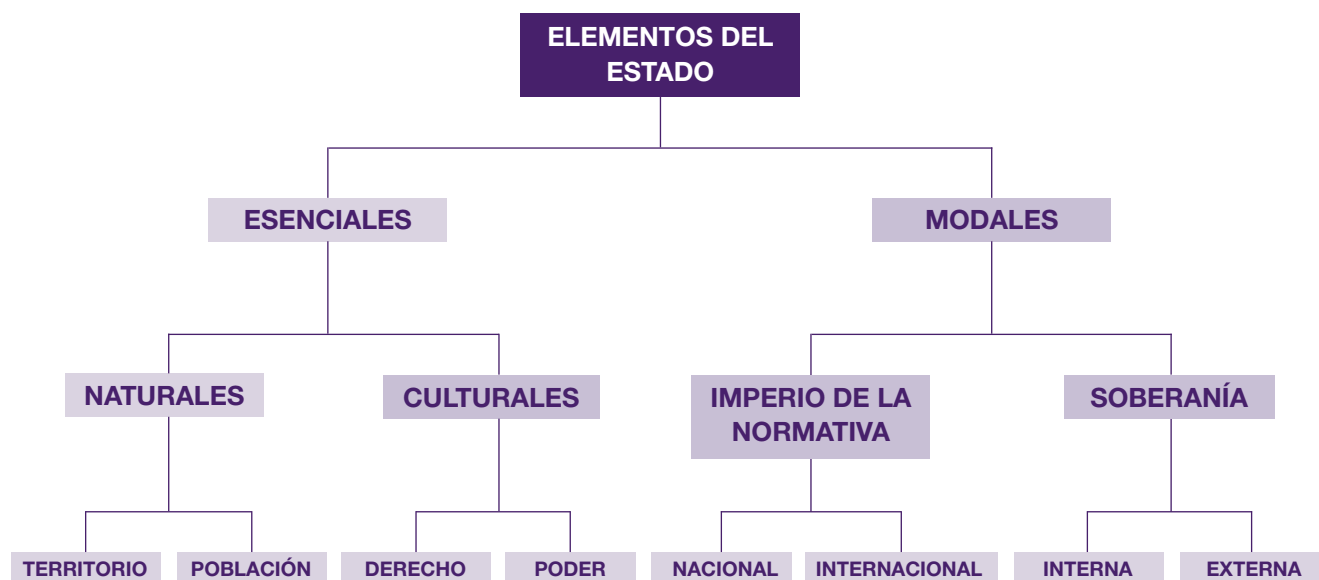 ELEMENTOS DEL
ESTADO
ESENCIALES
MODALES
NATURALES
CULTURALES
IMPERIO DE LA
NORMATIVA
SOBERANÍA
TERRITORIO
POBLACIÓN
DERECHO
PODER
NACIONAL
INTERNACIONAL
INTERNA
EXTERNA